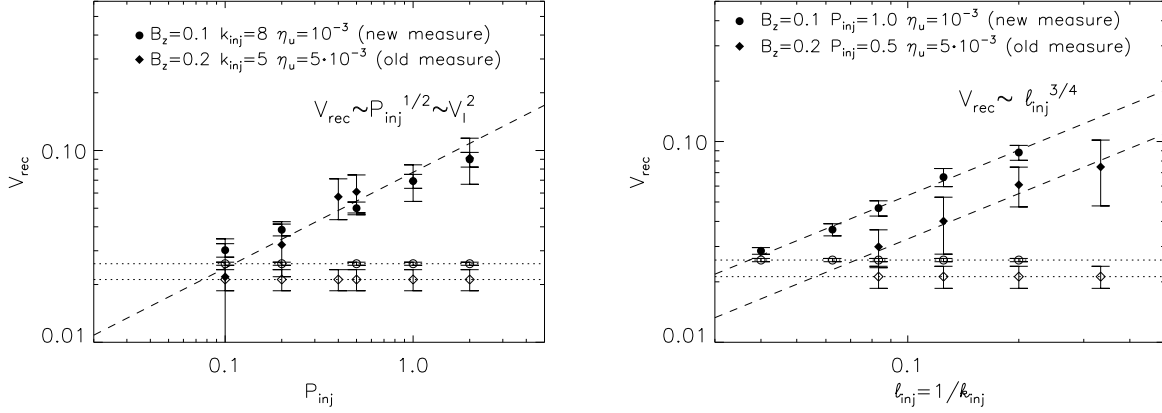 B_z=0.1 k_inj=8 η_u=10^-3 (new measure)
B_z=0.2 k_inj=5 η_u=5·10^-3 (old measure)
V_rec~P_inj^1/2~V_l^2
0.10
0.01
V_rec
0.1
1.0
P_inj
B_z=0.1 P_inj=1.0 η_u=10^-3 (new measure)
B_z=0.2 P_inj=0.5 η_u=5·10^-3 (old measure)
V_rec~ ℓ_inj^3/4
0.10
0.01
V_rec
0.1
ℓ_inj=1/k_inj